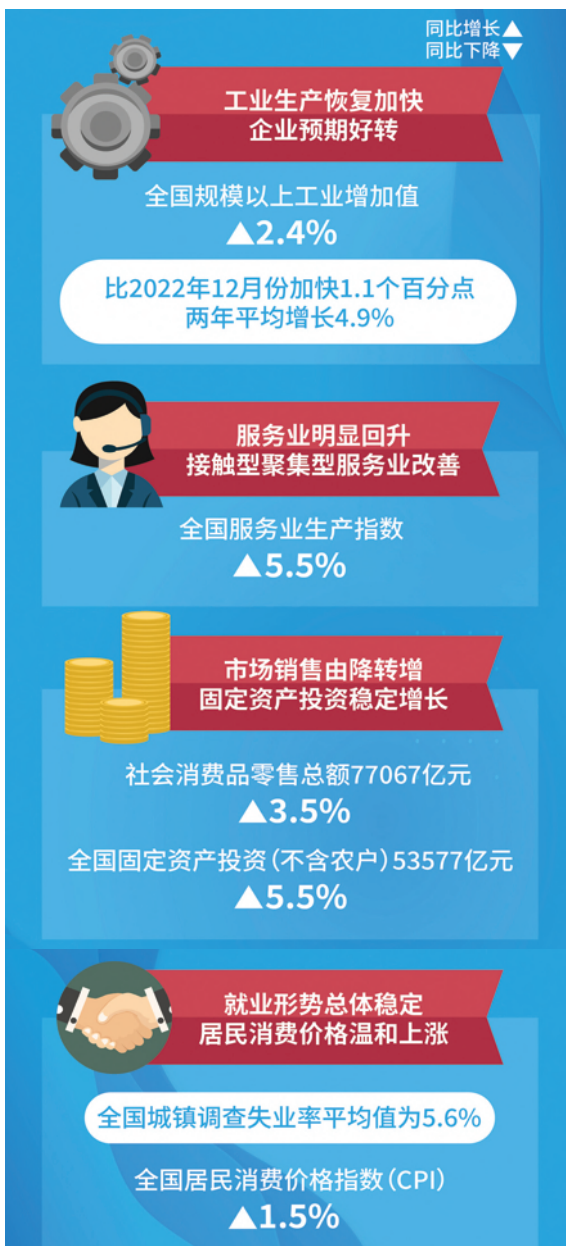 同比增长▲
同比下降▼
工业生产恢复加快
企业预期好转
全国规模以上工业增加值
▲2.4%
比2022年12月份加快1.1个百分点
两年平均增长4.9%
服务业明显回升
接触型聚集型服务业改善
全国服务业生产指数
▲5.5%
市场销售由降转增
固定资产投资稳定增长
社会消费品零售总额77067亿元
▲3.5%
全国固定资产投资(不含农户)53577亿元
▲5.5%
就业形势总体稳定
居民消费价格温和上涨
全国城镇调查失业率平均值为5.6%
全国居民消费价格指数(CPI)
▲1.5%